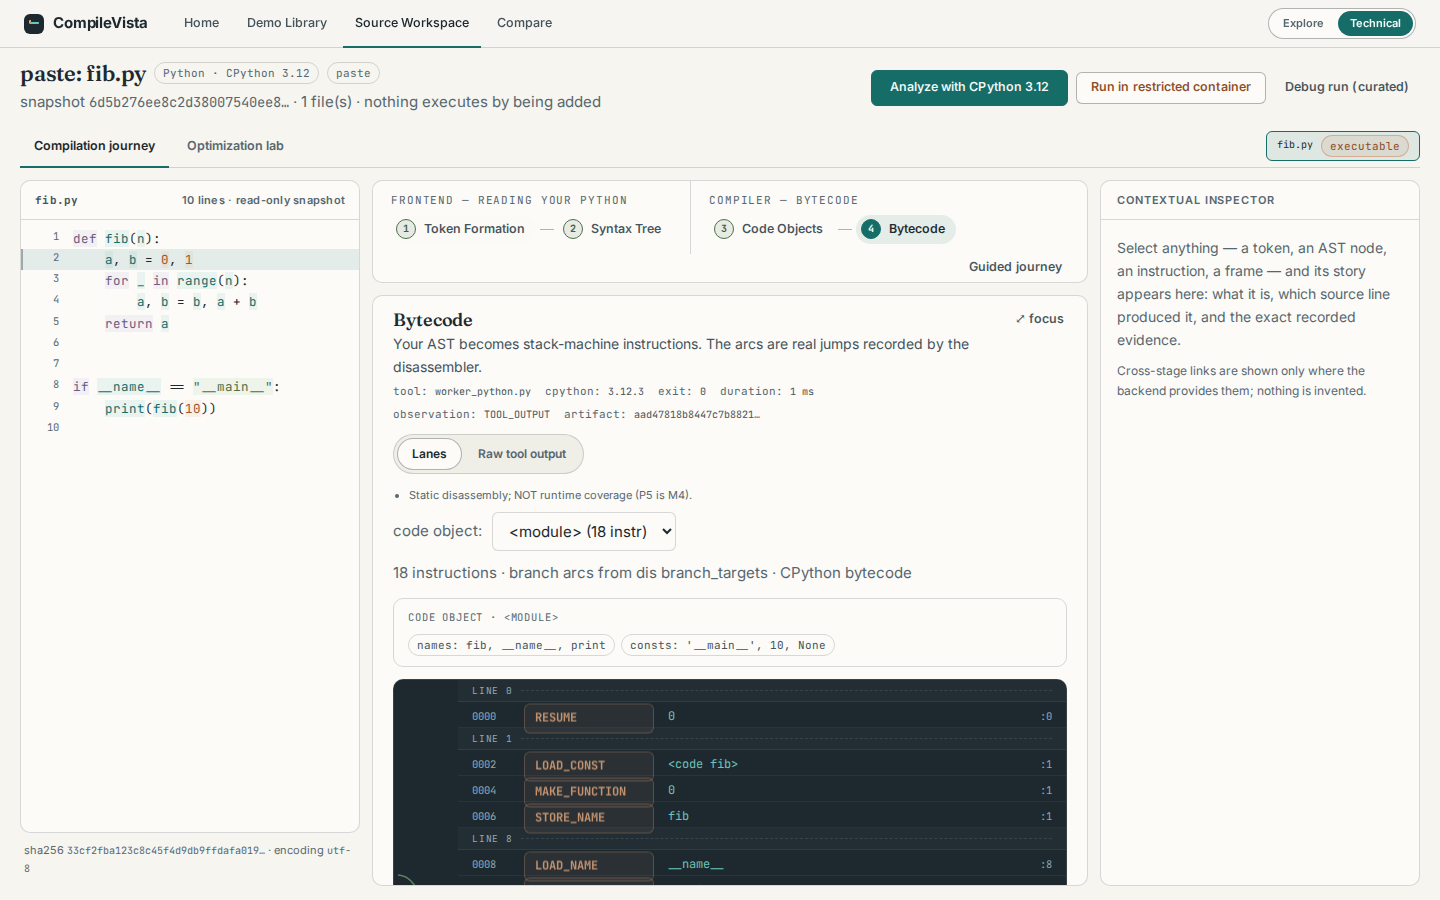 CompileVista
Home
Demo Library
Source Workspace
Compare
Explore
Technical
paste: fib.py
Python · CPython 3.12
paste
snapshot 6d5b276ee8c2d38007540ee8… · 1 file(s) · nothing executes by being added
Analyze with CPython 3.12
Run in restricted container
Debug run (curated)
Compilation journey
Optimization lab
fib.py
executable
fib.py
10 lines · read-only snapshot
1 def fib(n):
2     a, b = 0, 1
3     for _ in range(n):
4         a, b = b, a + b
5     return a
6
7
8 if __name__ == "__main__":
9     print(fib(10))
10
sha256 33cf2fba123c8c45f4d9db9ffdafa019… · encoding utf-
8
FRONTEND — READING YOUR PYTHON
1 Token Formation — 2 Syntax Tree
COMPILER — BYTECODE
3 Code Objects — 4 Bytecode
Guided journey
Bytecode
⤢ focus
Your AST becomes stack-machine instructions. The arcs are real jumps recorded by the
disassembler.
tool: worker_python.py cpython: 3.12.3 exit: 0 duration: 1 ms
observation: TOOL_OUTPUT artifact: aad47818b8447c7b8821…
Lanes
Raw tool output
• Static disassembly; NOT runtime coverage (P5 is M4).
code object: <module> (18 instr)
18 instructions · branch arcs from dis branch_targets · CPython bytecode
CODE OBJECT · <MODULE>
names: fib, __name__, print
consts: '__main__', 10, None
LINE 0
0000 RESUME 0 :0
LINE 1
0002 LOAD_CONST <code fib> :1
0004 MAKE_FUNCTION 0 :1
0006 STORE_NAME fib :1
LINE 8
0008 LOAD_NAME __name__ :8
CONTEXTUAL INSPECTOR
Select anything — a token, an AST node,
an instruction, a frame — and its story
appears here: what it is, which source line
produced it, and the exact recorded
evidence.
Cross-stage links are shown only where the
backend provides them; nothing is invented.